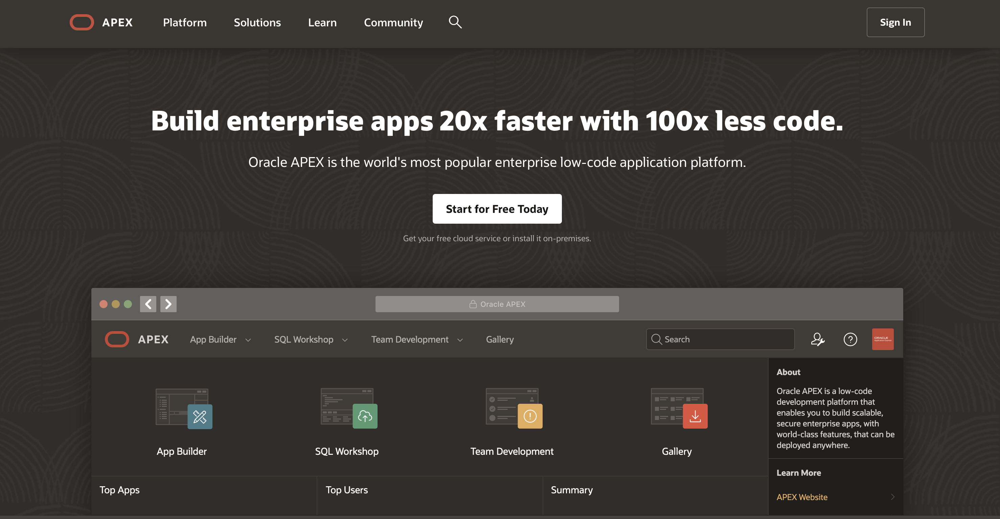 APEX
Platform
Solutions
Learn
Community
Sign In
Build enterprise apps 20x faster with 100x less code.
Oracle APEX is the world's most popular enterprise low-code application platform.
Start for Free Today
Get your free cloud service or install it on-premises.
Oracle APEX
APEX
App Builder
SQL Workshop
Team Development
Gallery
Search
ORACLE
Application Express
App Builder
SQL Workshop
Team Development
Gallery
About
Oracle APEX is a low-code
development platform that
enables you to build scalable,
secure enterprise apps, with
world-class features, that can be
deployed anywhere.
Learn More
APEX Website
Top Apps
Top Users
Summary